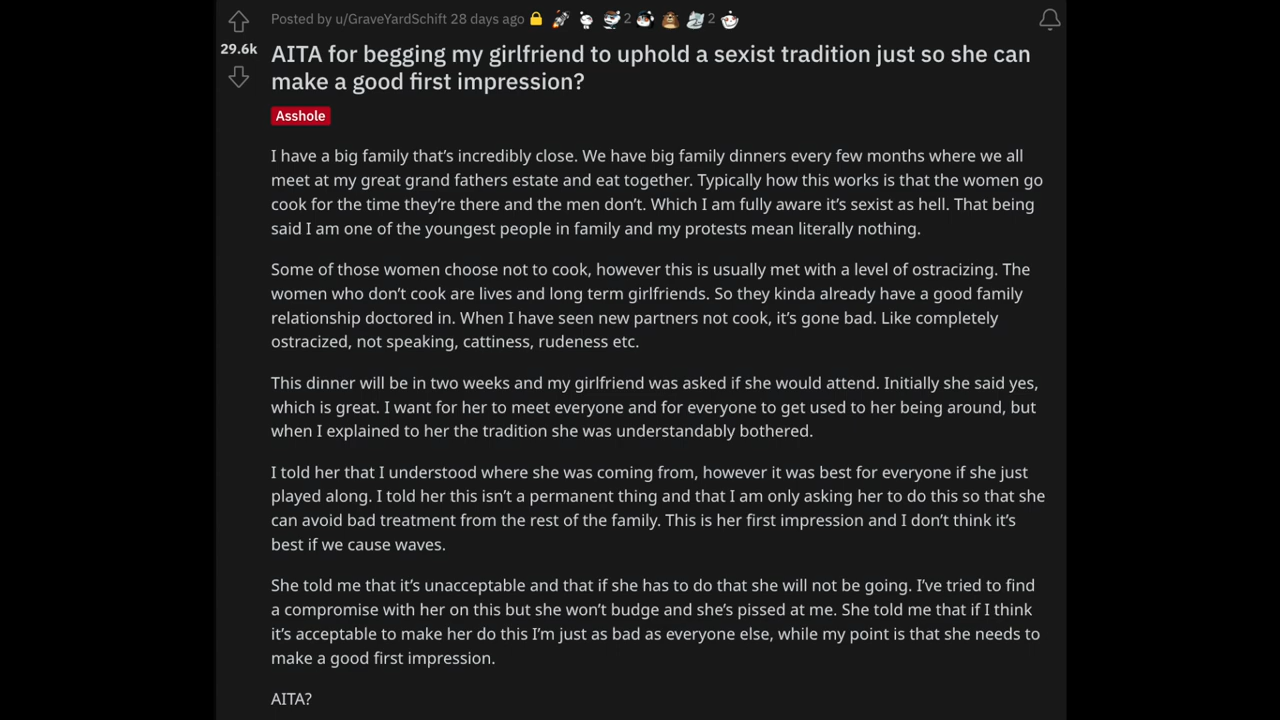 Posted by u/GraveYardSchift 28 days ago 2 2
29.6k
AITA for begging my girlfriend to uphold a sexist tradition just so she can
make a good first impression?
Asshole
I have a big family that's incredibly close. We have big family dinners every few months where we all
meet at my great grand fathers estate and eat together. Typically how this works is that the women go
cook for the time they're there and the men don't. Which I am fully aware it's sexist as hell. That being
said I am one of the youngest people in family and my protests mean literally nothing.
Some of those women choose not to cook, however this is usually met with a level of ostracizing. The
women who don't cook are lives and long term girlfriends. So they kinda already have a good family
relationship doctored in. When I have seen new partners not cook, it's gone bad. Like completely
ostracized, not speaking, cattiness, rudeness etc.
This dinner will be in two weeks and my girlfriend was asked if she would attend. Initially she said yes,
which is great. I want for her to meet everyone and for everyone to get used to her being around, but
when I explained to her the tradition she was understandably bothered.
I told her that I understood where she was coming from, however it was best for everyone if she just
played along. I told her this isn't a permanent thing and that I am only asking her to do this so that she
can avoid bad treatment from the rest of the family. This is her first impression and I don't think it's
best if we cause waves.
She told me that it's unacceptable and that if she has to do that she will not be going. I've tried to find
a compromise with her on this but she won't budge and she's pissed at me. She told me that if I think
it's acceptable to make her do this I'm just as bad as everyone else, while my point is that she needs to
make a good first impression.
AITA?